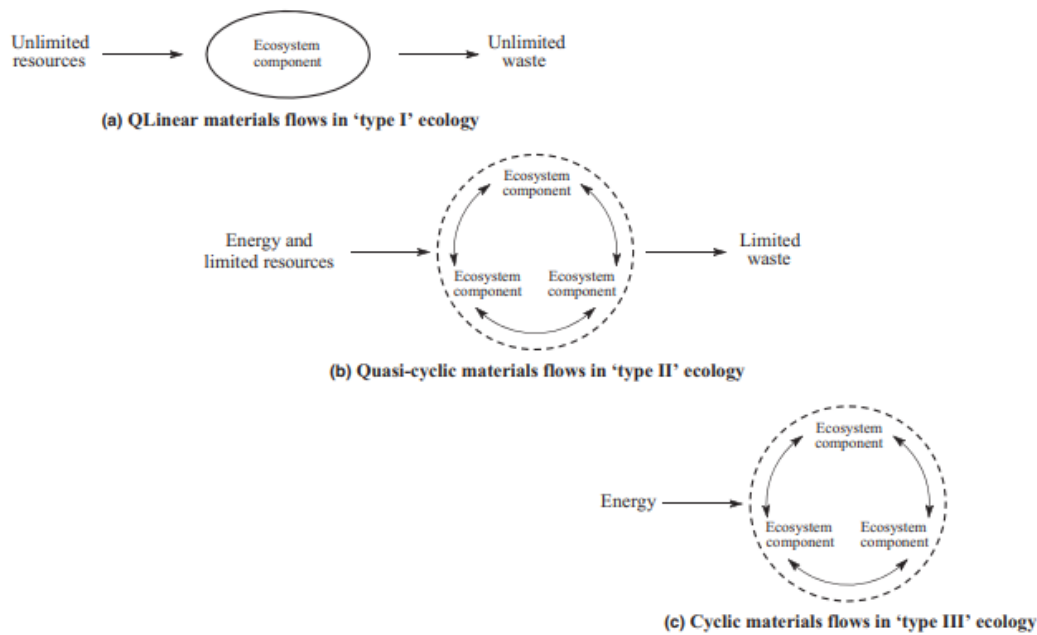 Unlimited
resources
Ecosystem
component
Unlimited
waste
(a) QLinear materials flows in ‘type I’ ecology
Energy and
limited resources
Ecosystem
component
Ecosystem
component
Ecosystem
component
Limited
waste
(b) Quasi-cyclic materials flows in ‘type II’ ecology
Energy
Ecosystem
component
Ecosystem
component
Ecosystem
component
(c) Cyclic materials flows in ‘type III’ ecology